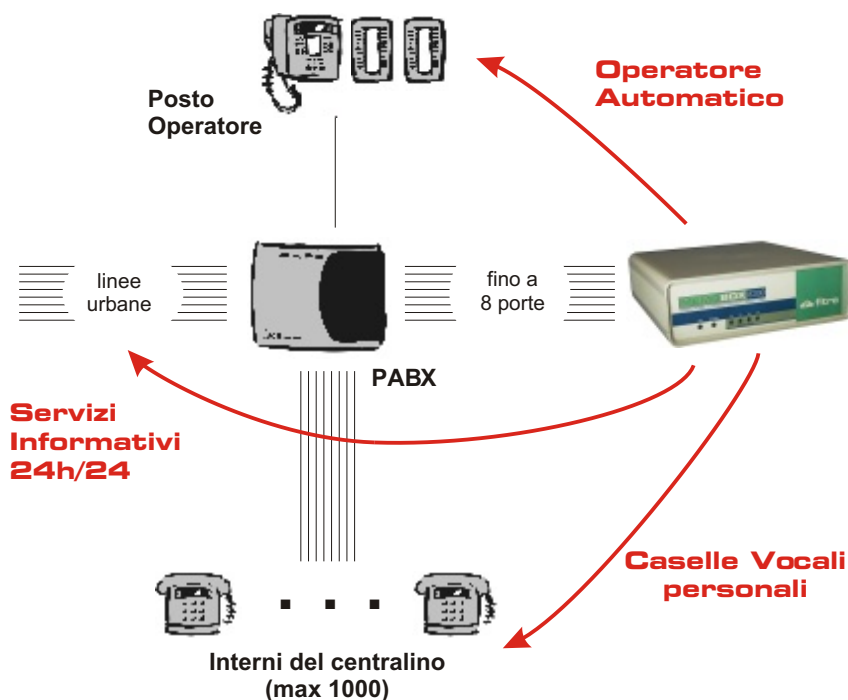 Posto
Operatore
Operatore
Automatico
linee
urbane
fino a
8 porte
fitre
PABX
Servizi
Informativi
24h/24
Caselle Vocali
personali
Interni del centralino
(max 1000)